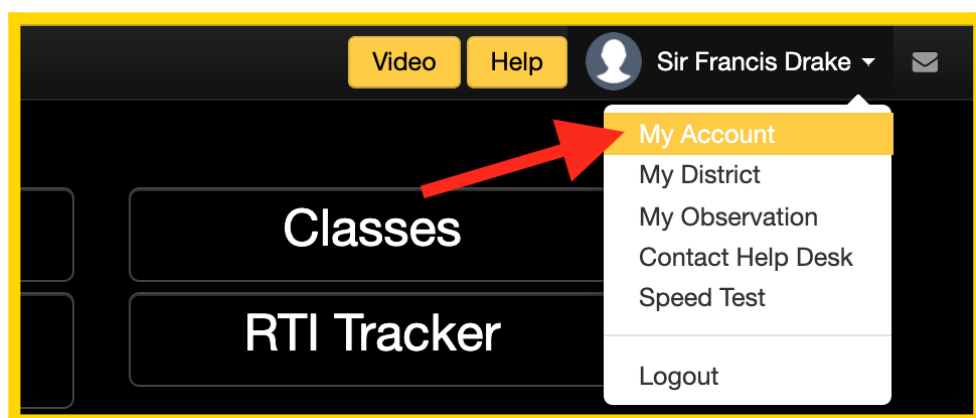 Video Help Sir Francis Drake
My Account
My District
Classes
My Observation
Contact Help Desk
Speed Test
RTI Tracker
Logout